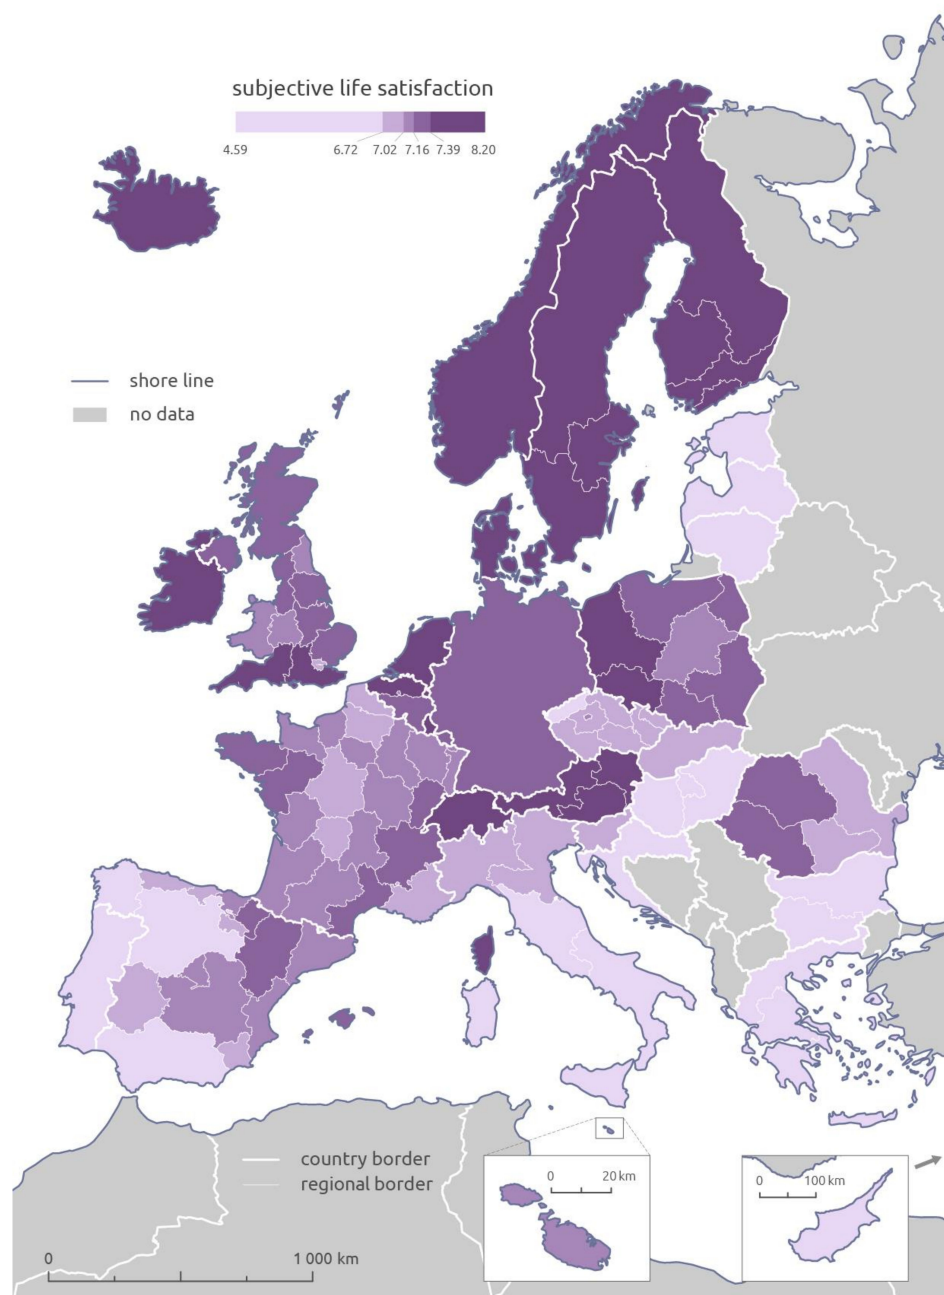 subjective life satisfaction
4.59 6.72 7.02 7.16 7.39 8.20
shore line
no data
country border
regional border
0 1 000 km
0 20 km
0 100 km